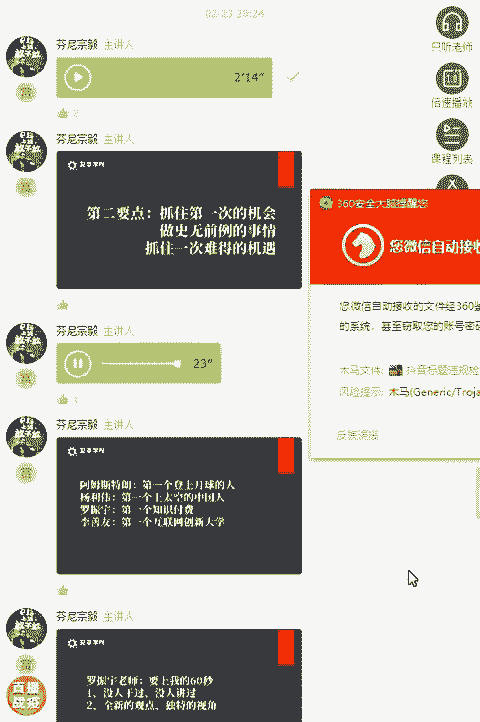 02/23 20:24
芬尼宗毅 主讲人
2'14"
2
只听老师
倍速播放
课程列表
芬尼宗毅 主讲人
第二要点：抓住第一次的机会
做史无前例的事情
抓住一次难得的机遇
360安全大脑提醒您
您微信自动接收
您微信自动接收的文件经360鉴
的系统，甚至窃取您的账号密码
木马文件: 抖音标题违规检
风险提示: 木马(Generic/Troja
反馈误报
芬尼宗毅 主讲人
23"
芬尼宗毅 主讲人
阿姆斯特朗：第一个登上月球的人
杨利伟：第一个上太空的中国人
罗振宇：第一个知识付费
李善友：第一个互联网创新大学
芬尼宗毅 主讲人
罗振宇老师：要上我的60秒
1、没人干过、没人讲过
2、全新的观点、独特的视角